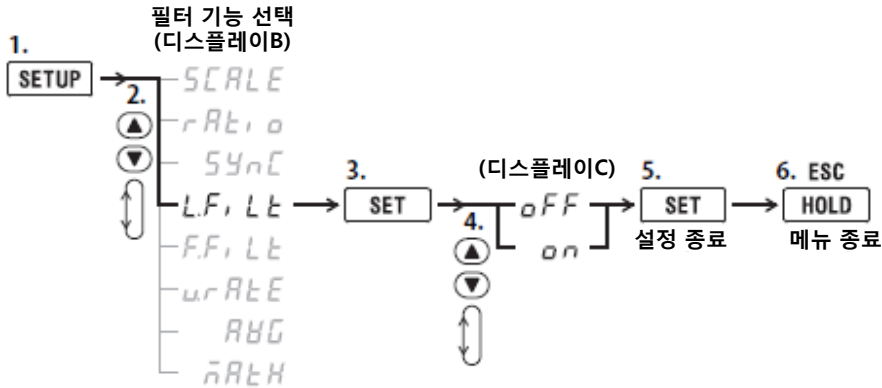 필터 기능 선택
(디스플레이B)
1.
SETUP
2.
SCALE
rAtio
SYnC
L.FiLt
F.FiLt
u.rAtE
AVG
MAtH
3.
SET
(디스플레이C)
4.
oFF
on
5.
SET
설정 종료
6. ESC
HOLD
메뉴 종료